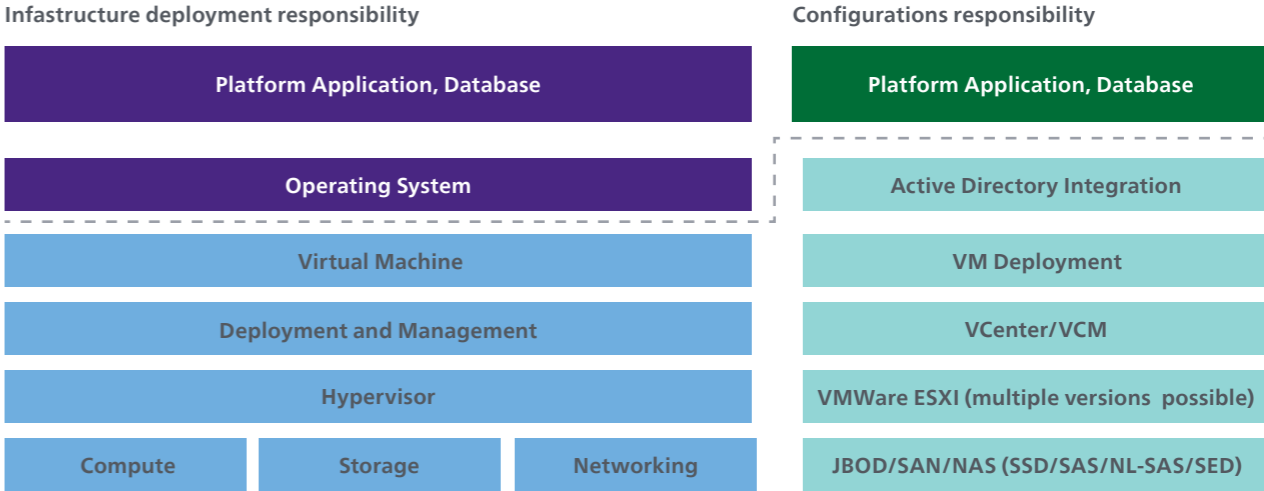 Infastructure deployment responsibility
Configurations responsibility
Platform Application, Database
Platform Application, Database
Operating System
Active Directory Integration
Virtual Machine
VM Deployment
Deployment and Management
VCenter/VCM
Hypervisor
VMWare ESXI (multiple versions possible)
Compute
Storage
Networking
JBOD/SAN/NAS (SSD/SAS/NL-SAS/SED)